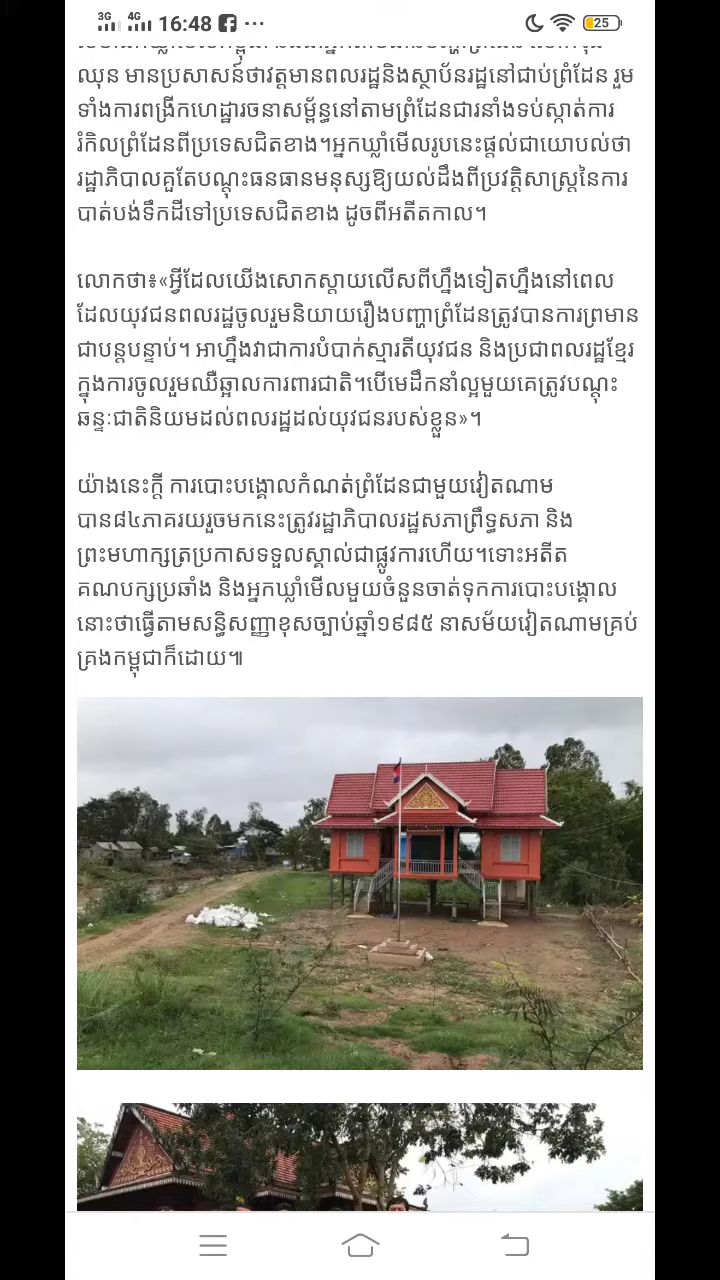 3G 4G 16:48 25
ឈុន មានប្រសាសន៍ថាវត្តមានពលរដ្ឋនិងស្ថាប័នរដ្ឋនៅជាប់ព្រំដែន រួម
ទាំងការពង្រីកហេដ្ឋារចនាសម្ព័ន្ធនៅតាមព្រំដែនជារនាំងទប់ស្កាត់ការ
រំកិលព្រំដែនពីប្រទេសជិតខាង។អ្នកឃ្លាំមើលរូបនេះផ្ដល់ជាយោបល់ថា
រដ្ឋាភិបាលគួតែបណ្ដុះធនធានមនុស្សឱ្យយល់ដឹងពីប្រវត្តិសាស្ត្រនៃការ
បាត់បង់ទឹកដីទៅប្រទេសជិតខាង ដូចពីអតីតកាល។
លោកថា៖«អ្វីដែលយើងសោកស្ដាយលើសពីហ្នឹងទៀតហ្នឹងនៅពេល
ដែលយុវជនពលរដ្ឋចូលរួមនិយាយរឿងបញ្ហាព្រំដែនត្រូវបានការព្រមាន
ជាបន្តបន្ទាប់។ អាហ្នឹងវាជាការបំបាក់ស្មារតីយុវជន និងប្រជាពលរដ្ឋខ្មែរ
ក្នុងការចូលរួមឈឺឆ្អាលការពារជាតិ។បើមេដឹកនាំល្អមួយគេត្រូវបណ្ដុះ
ឆន្ទៈជាតិនិយមដល់ពលរដ្ឋដល់យុវជនរបស់ខ្លួន»។
យ៉ាងនេះក្ដី ការបោះបង្គោលកំណត់ព្រំដែនជាមួយវៀតណាម
បាន៨៤ភាគរយរួចមកនេះត្រូវរដ្ឋាភិបាលរដ្ឋសភាព្រឹទ្ធសភា និង
ព្រះមហាក្សត្រប្រកាសទទួលស្គាល់ជាផ្លូវការហើយ។ទោះអតីត
គណបក្សប្រឆាំង និងអ្នកឃ្លាំមើលមួយចំនួនចាត់ទុកការបោះបង្គោល
នោះថាធ្វើតាមសន្ធិសញ្ញាខុសច្បាប់ឆ្នាំ១៩៨៥ នាសម័យវៀតណាមគ្រប់
គ្រងកម្ពុជាក៏ដោយ៕